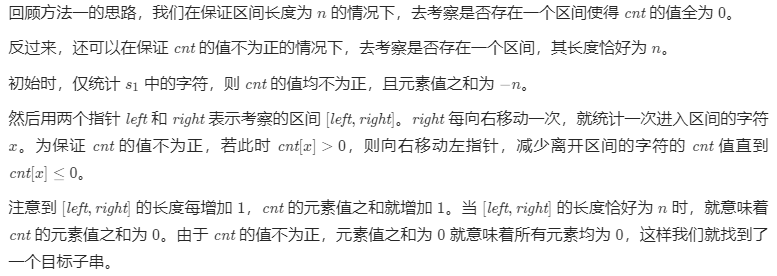 回顾方法一的思路，我们在保证区间长度为 n 的情况下，去考察是否存在一个区间使得 cnt 的值全为 0。
反过来，还可以在保证 cnt 的值不为正的情况下，去考察是否存在一个区间，其长度恰好为 n。
初始时，仅统计 s₁ 中的字符，则 cnt 的值均不为正，且元素值之和为 −n。
然后用两个指针 left 和 right 表示考察的区间 [left, right]。right 每向右移动一次，就统计一次进入区间的字符
x。为保证 cnt 的值不为正，若此时 cnt[x] > 0，则向右移动左指针，减少离开区间的字符的 cnt 值直到
cnt[x] ≤ 0。
注意到 [left, right] 的长度每增加 1，cnt 的元素值之和就增加 1。当 [left, right] 的长度恰好为 n 时，就意味着
cnt 的元素值之和为 0。由于 cnt 的值不为正，元素值之和为 0 就意味着所有元素均为 0，这样我们就找到了
一个目标子串。